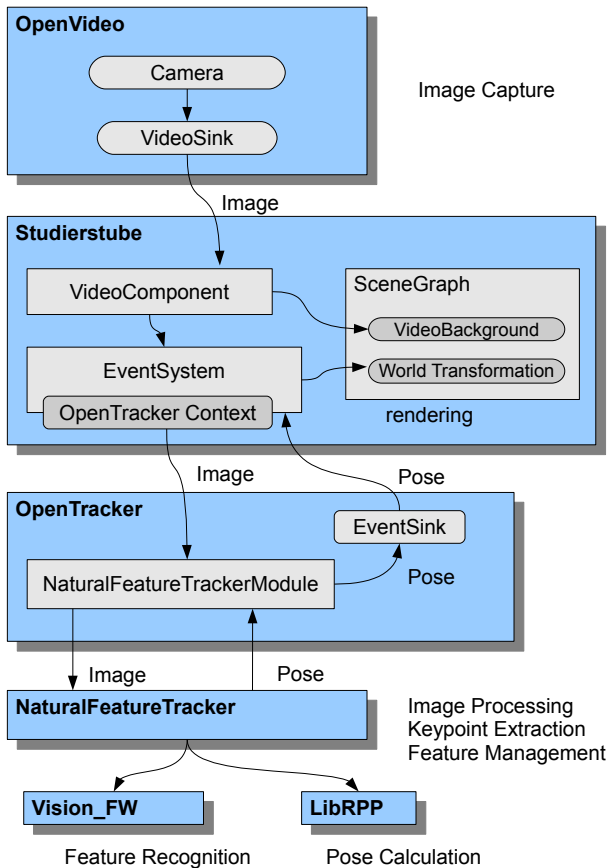 OpenVideo
Camera
Image Capture
VideoSink
Image
Studierstube
VideoComponent
SceneGraph
VideoBackground
EventSystem
World Transformation
OpenTracker Context
rendering
Image
Pose
OpenTracker
EventSink
NaturalFeatureTrackerModule
Pose
Image
Pose
NaturalFeatureTracker
Image Processing
Keypoint Extraction
Feature Management
Vision_FW
LibRPP
Feature Recognition
Pose Calculation